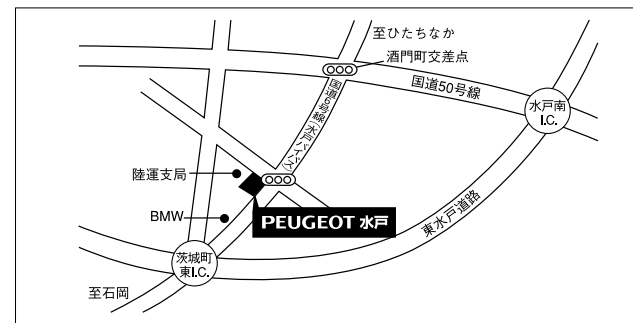 至ひたちなか
酒門町交差点
国道50号線
水戸南
I.C.
国道6号線(水戸バイパス)
陸運支局
BMW
PEUGEOT 水戸
東水戸道路
茨城町
東I.C.
至石岡